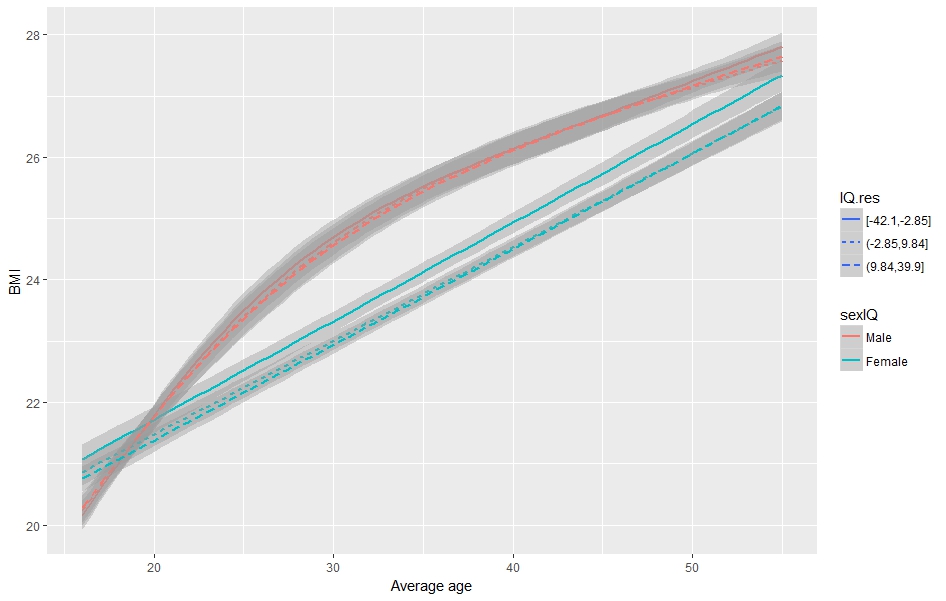 28
26
24
22
20
BMI
20 30 40 50
Average age
IQ.res
[-42.1,-2.85]
(-2.85,9.84]
(9.84,39.9]
sexIQ
Male
Female